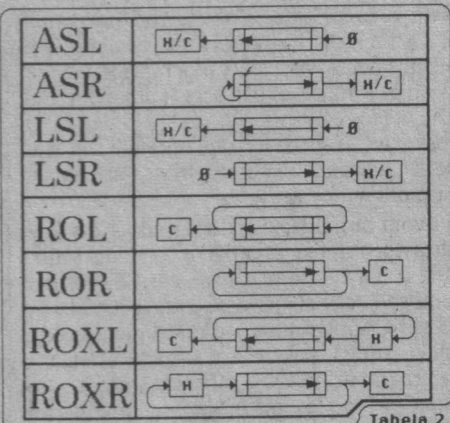 ASL X/C Ø
ASR X/C
LSL X/C Ø
LSR Ø X/C
ROL C
ROR C
ROXL C X
ROXR X C
Tabela 2